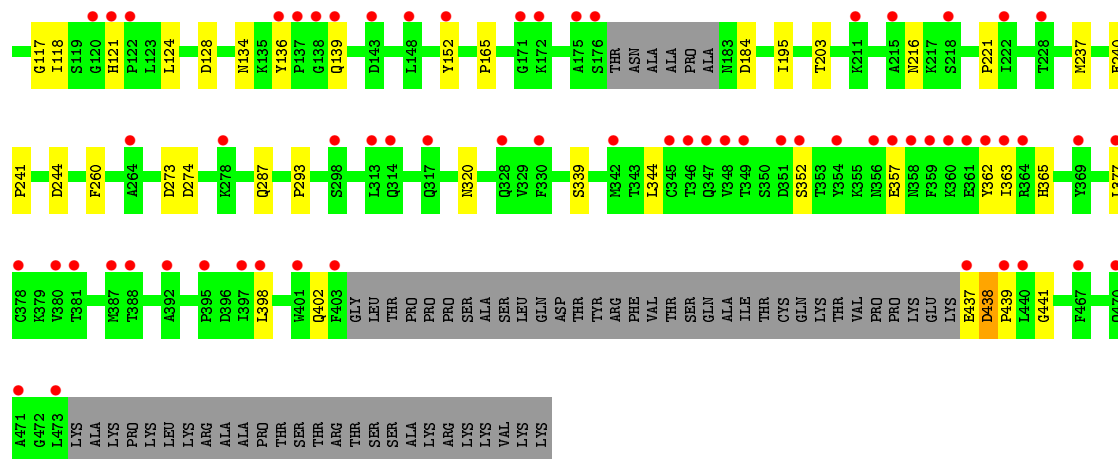 G117 I118 S119 G120 H121 P122 L123 L124 D128 N134 K135 Y136 P137 G138 Q139 D143 L148 Y152 P165 G171 K172 A175 S176 THR ASN ALA ALA PRO ALA N183 D184 I195 T203 K211 A215 N216 K217 S218 P221 I222 T228 M237
P241 D244 F260 A264 D273 D274 K278 Q287 P293 S298 L313 Q314 Q317 N320 Q328 V329 F330 S339 M342 T343 L344 C345 T346 Q347 V348 T349 S350 D351 S352 T353 Y354 K355 N356 E357 N358 F359 K360 E361 Y362 I363 R364 H365 Y369
C378 K379 V380 T381 M387 T388 A392 P395 D396 I397 L398 W401 Q402 F403 GLY LEU THR PRO PRO PRO SER ALA SER LEU GLN ASP THR TYR ARG PHE VAL THR SER GLN ALA ILE THR CYS GLN LYS THR VAL PRO PRO LYS GLU LYS E437 D438 P439 L440 G441 F467
A471 G472 L473 LYS ALA LYS PRO LYS LEU LYS ARG ALA ALA PRO THR SER THR ARG THR SER SER ALA LYS ARG LYS LYS VAL LYS LYS